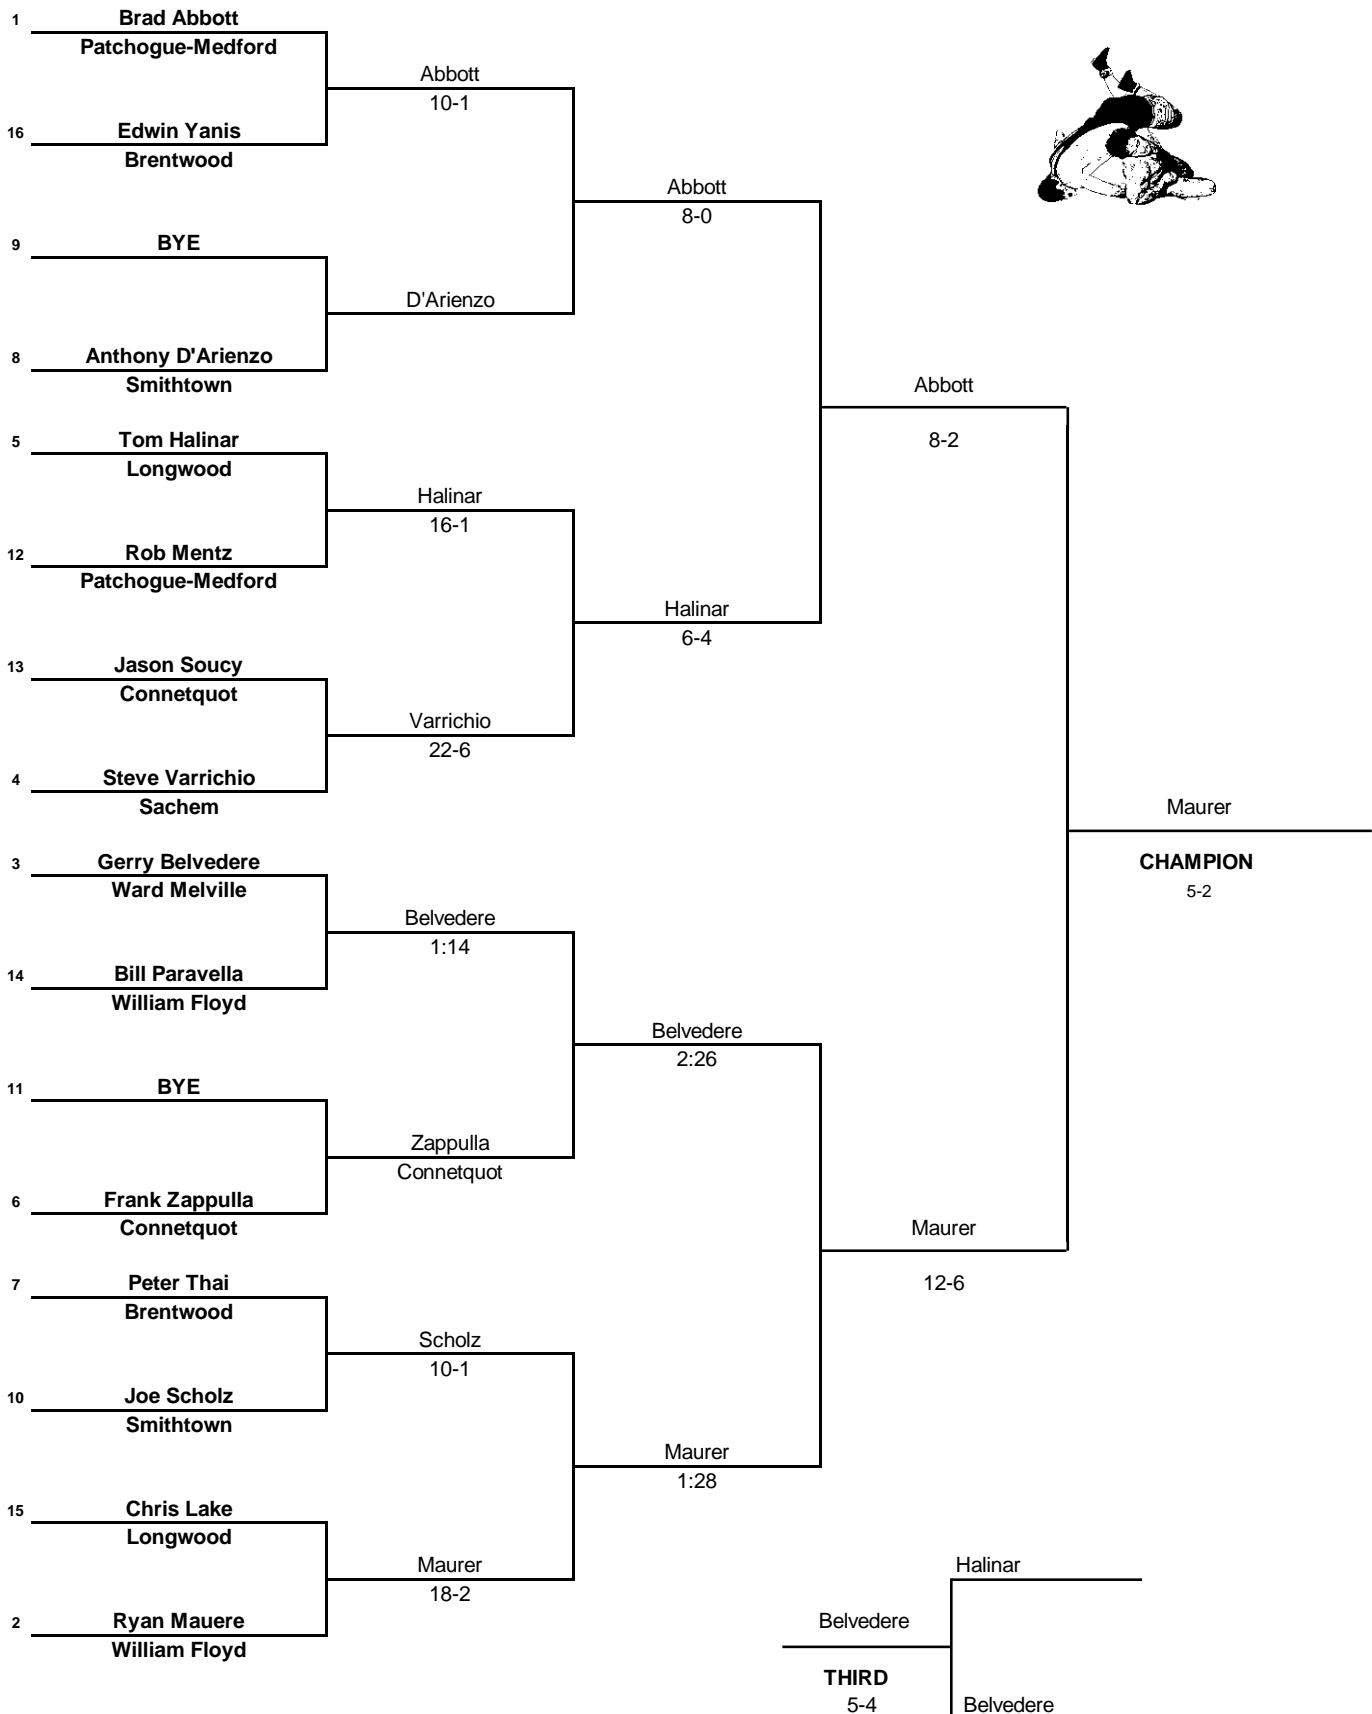 1 Brad Abbott
Patchogue-Medford
Abbott
10-1
16 Edwin Yanis
Brentwood
Abbott
8-0
9 BYE
D'Arienzo
8 Anthony D'Arienzo
Smithtown
Abbott
8-2
5 Tom Halinar
Longwood
Halinar
16-1
12 Rob Mentz
Patchogue-Medford
Halinar
6-4
13 Jason Soucy
Connetquot
Varrichio
22-6
4 Steve Varrichio
Sachem
Maurer
CHAMPION
5-2
3 Gerry Belvedere
Ward Melville
Belvedere
1:14
14 Bill Paravella
William Floyd
Belvedere
2:26
11 BYE
Zappulla
Connetquot
6 Frank Zappulla
Connetquot
Maurer
12-6
7 Peter Thai
Brentwood
Scholz
10-1
10 Joe Scholz
Smithtown
Maurer
1:28
15 Chris Lake
Longwood
Maurer
18-2
2 Ryan Mauere
William Floyd
Halinar
Belvedere
THIRD
5-4
Belvedere